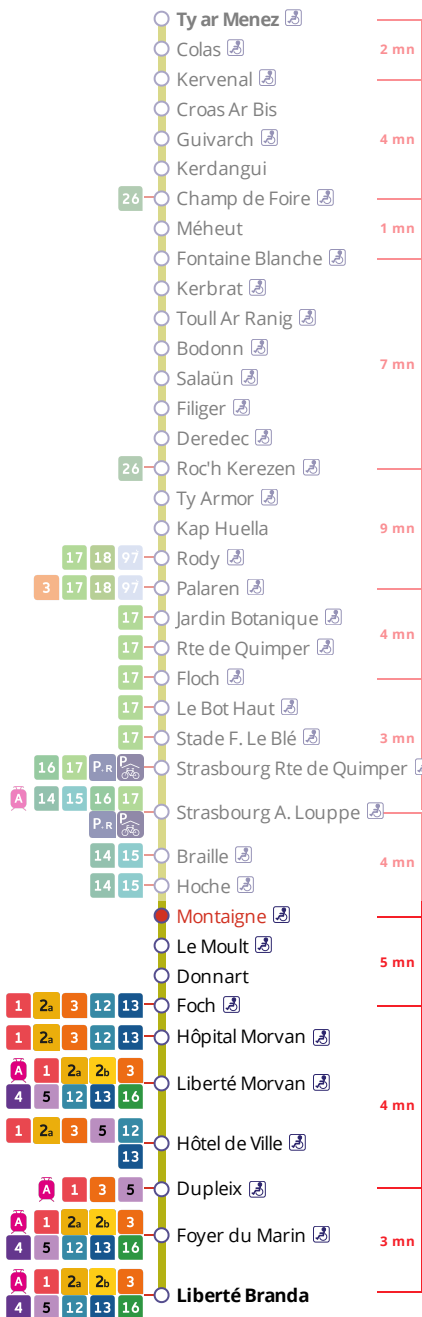 Ty ar Menez
Colas
2 mn
Kervenal
Croas Ar Bis
Guivarch
4 mn
Kerdangui
26 Champ de Foire
Méheut
1 mn
Fontaine Blanche
Kerbrat
Toull Ar Ranig
Bodonn
7 mn
Salaün
Filiger
Deredec
26 Roc'h Kerezen
Ty Armor
Kap Huella
9 mn
17 18 97 Rody
3 17 18 97 Palaren
17 Jardin Botanique
4 mn
17 Rte de Quimper
17 Floch
17 Le Bot Haut
17 Stade F. Le Blé
3 mn
16 17 P+R P Strasbourg Rte de Quimper
A 14 15 16 17
P+R P Strasbourg A. Louppe
14 15 Braille
4 mn
14 15 Hoche
Montaigne
Le Moult
5 mn
Donnart
1 2a 3 12 13 Foch
1 2a 3 12 13 Hôpital Morvan
A 1 2a 2b 3
4 5 12 13 16 Liberté Morvan
4 mn
1 2a 3 5 12
13 Hôtel de Ville
A 1 3 5 Dupleix
A 1 2a 2b 3
4 5 12 13 16 Foyer du Marin
3 mn
A 1 2a 2b 3
4 5 12 13 16 Liberté Branda